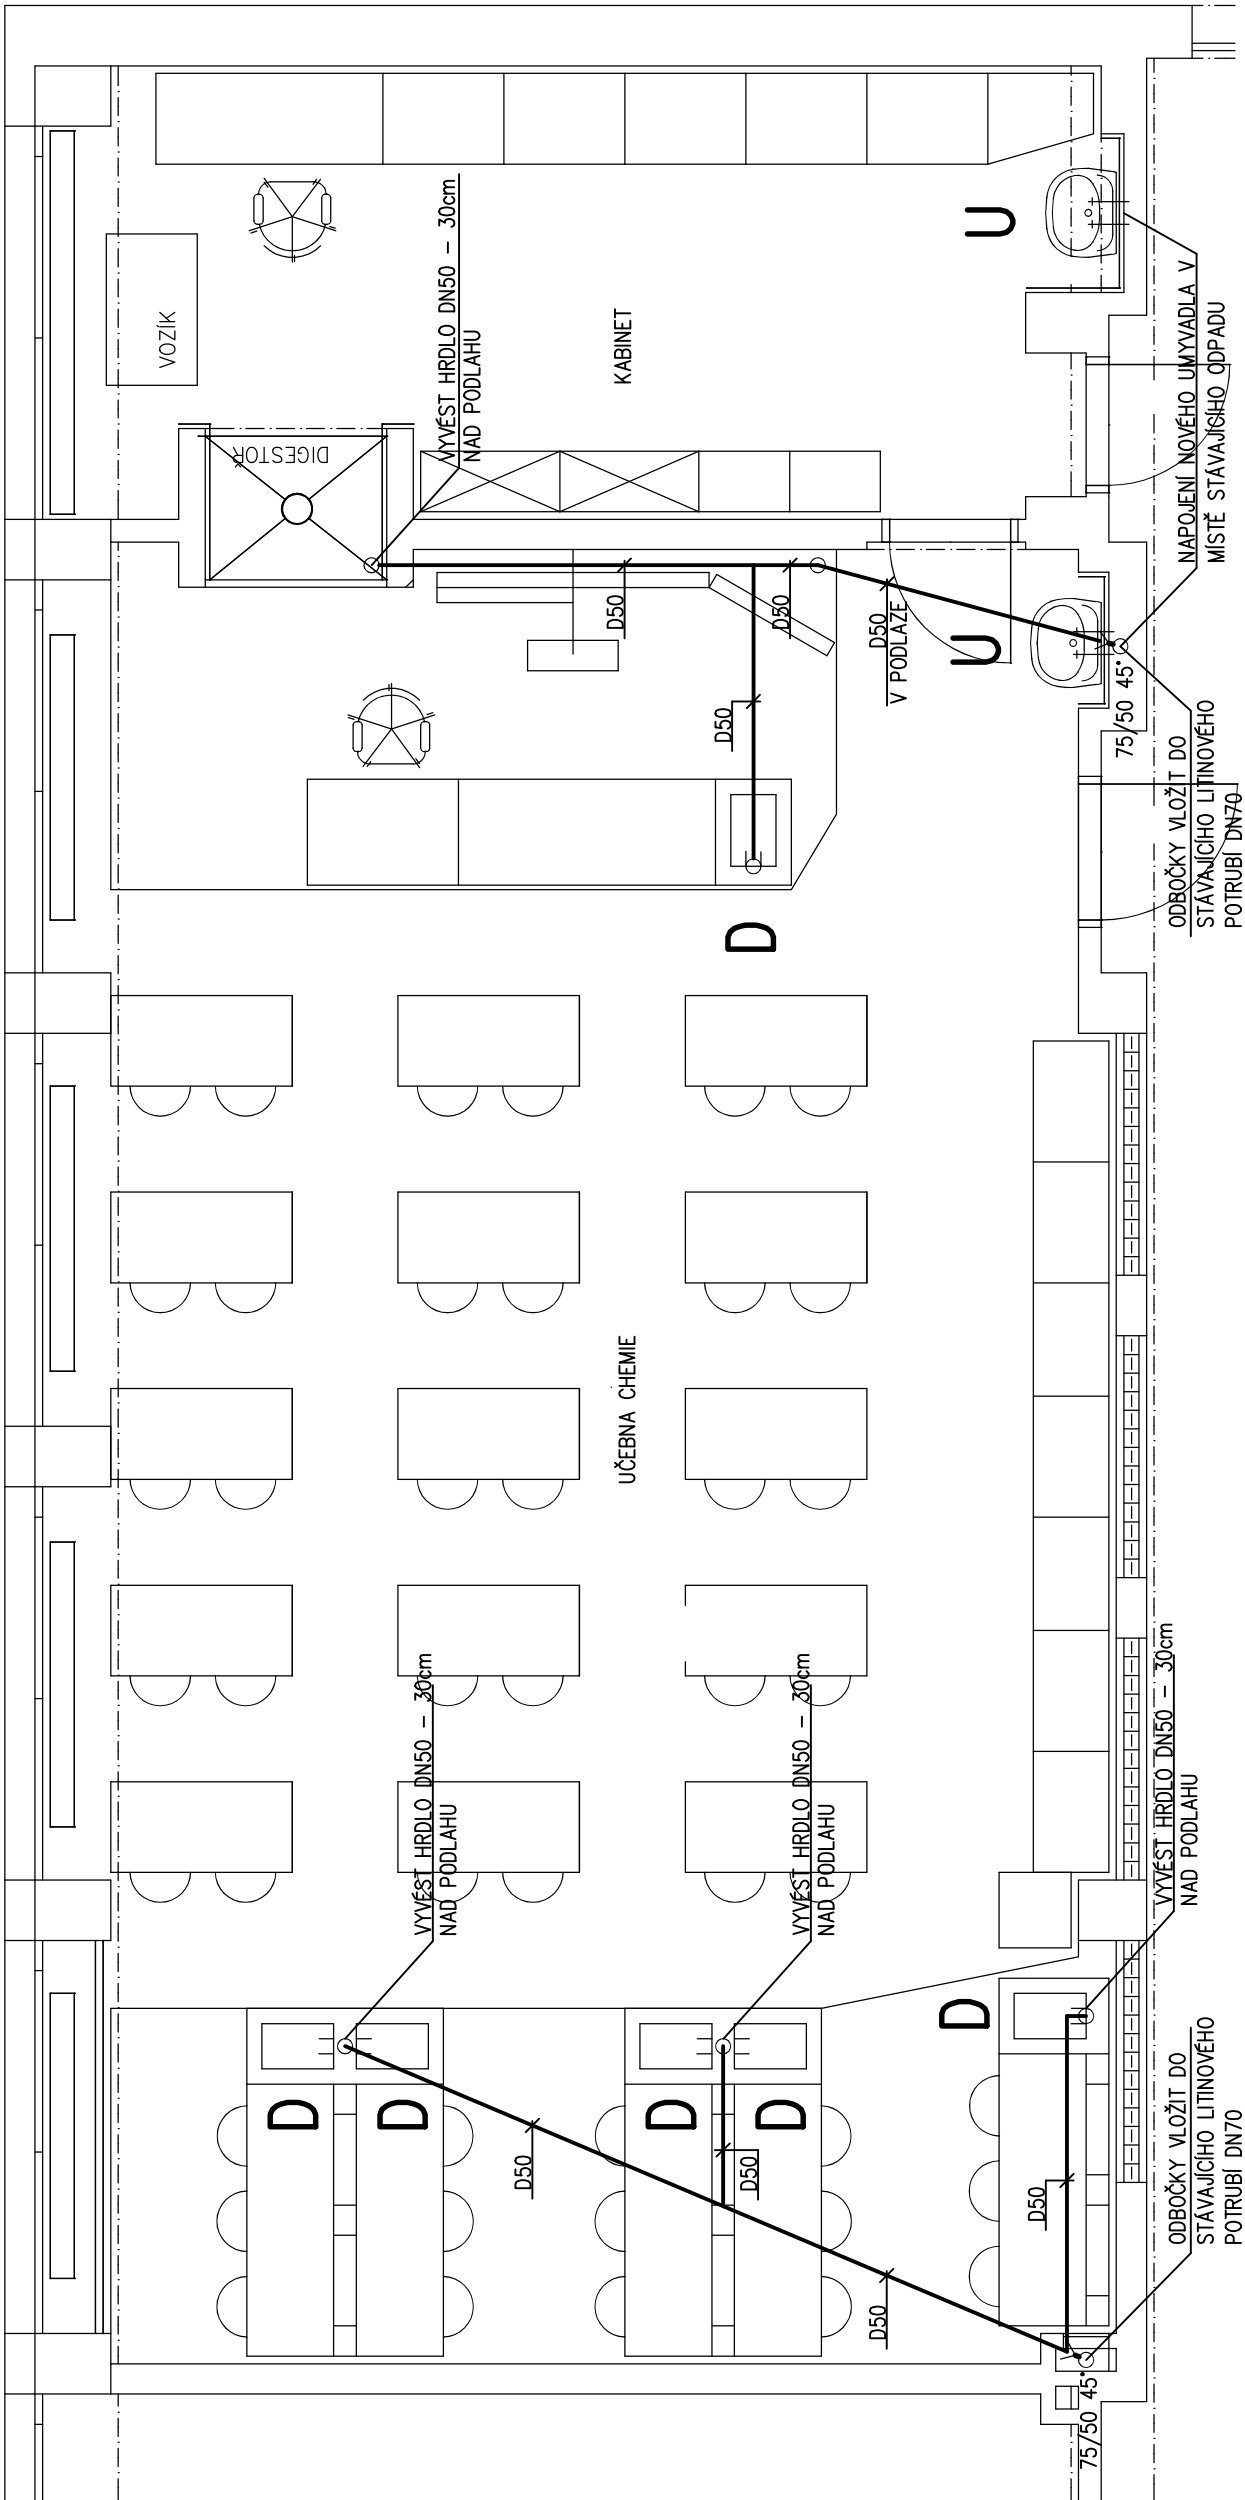 VOZÍK
VYVÉST HRDLO DN50 – 30cm
NAD PODLAHU
KABINET
U
NAPOJENÍ NOVÉHO UMYVADLA V
MÍSTĚ STÁVAJÍCÍHO ODPADU
DIGESTOŘ
D50
D50
D50
V PODLAZE
U
75/50 45°
D50
ODBOČKY VLOŽIT DO
STÁVAJÍCÍHO LITINOVÉHO
POTRUBÍ DN70
D
UČEBNA CHEMIE
VYVÉST HRDLO DN50 – 30cm
NAD PODLAHU
VYVÉST HRDLO DN50 – 30cm
NAD PODLAHU
VYVÉST HRDLO DN50 – 30cm
NAD PODLAHU
D
D
D
D
D
D50
D50
D50
D50
ODBOČKY VLOŽIT DO
STÁVAJÍCÍHO LITINOVÉHO
POTRUBÍ DN70
75/50 45°